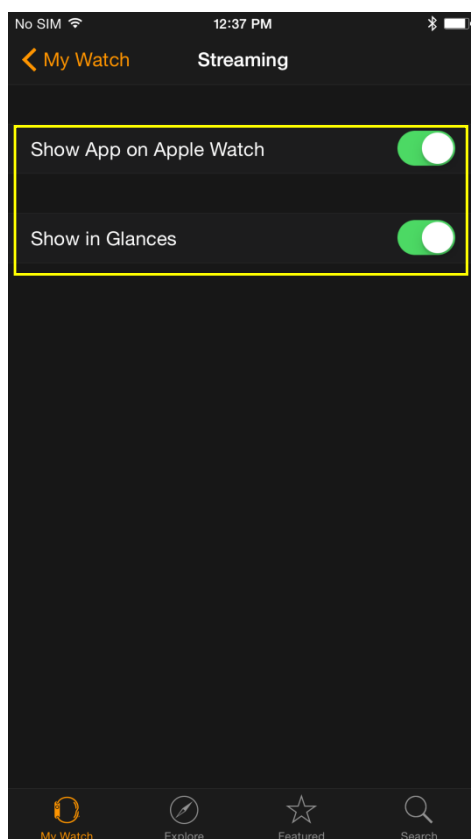 No SIM 12:37 PM
My Watch Streaming
Show App on Apple Watch
Show in Glances
My Watch Explore Featured Search